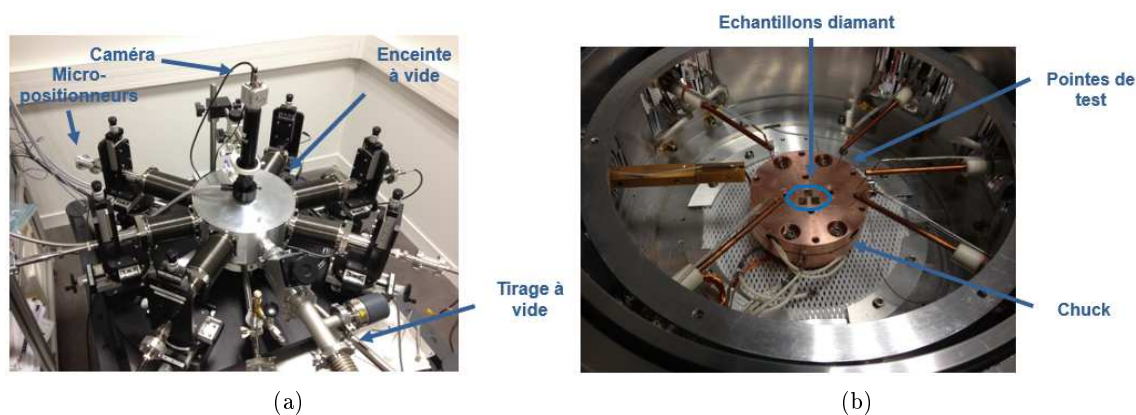 Caméra
Micro-
positionneurs
Enceinte
à vide
Tirage à
vide
(a)
Echantillons diamant
Pointes de
test
Chuck
(b)